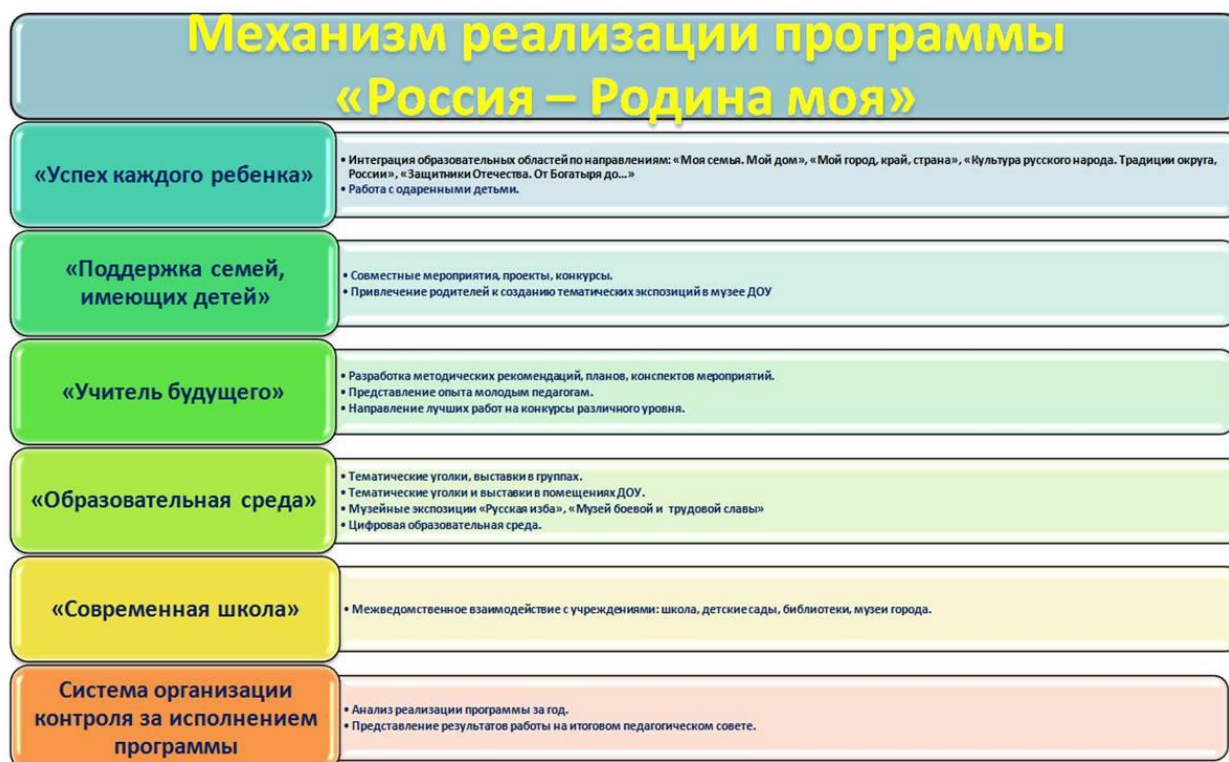 Механизм реализации программы
«Россия – Родина моя»
«Успех каждого ребенка»
• Интеграция образовательных областей по направлениям: «Моя семья. Мой дом», «Мой город, край, страна», «Культура русского народа. Традиции округа,
России», «Защитники Отечества. От Богатыря до...»
• Работа с одаренными детьми.
«Поддержка семей,
имеющих детей»
• Совместные мероприятия, проекты, конкурсы.
• Привлечение родителей к созданию тематических экспозиций в музее ДОУ
«Учитель будущего»
• Разработка методических рекомендаций, планов, конспектов мероприятий.
• Представление опыта молодым педагогам.
• Направление лучших работ на конкурсы различного уровня.
«Образовательная среда»
• Тематические уголки, выставки в группах.
• Тематические уголки и выставки в помещениях ДОУ.
• Музейные экспозиции «Русская изба», «Музей боевой и трудовой славы»
• Цифровая образовательная среда.
«Современная школа»
• Межведомственное взаимодействие с учреждениями: школа, детские сады, библиотеки, музеи города.
Система организации
контроля за исполнением
программы
• Анализ реализации программы за год.
• Представление результатов работы на итоговом педагогическом совете.